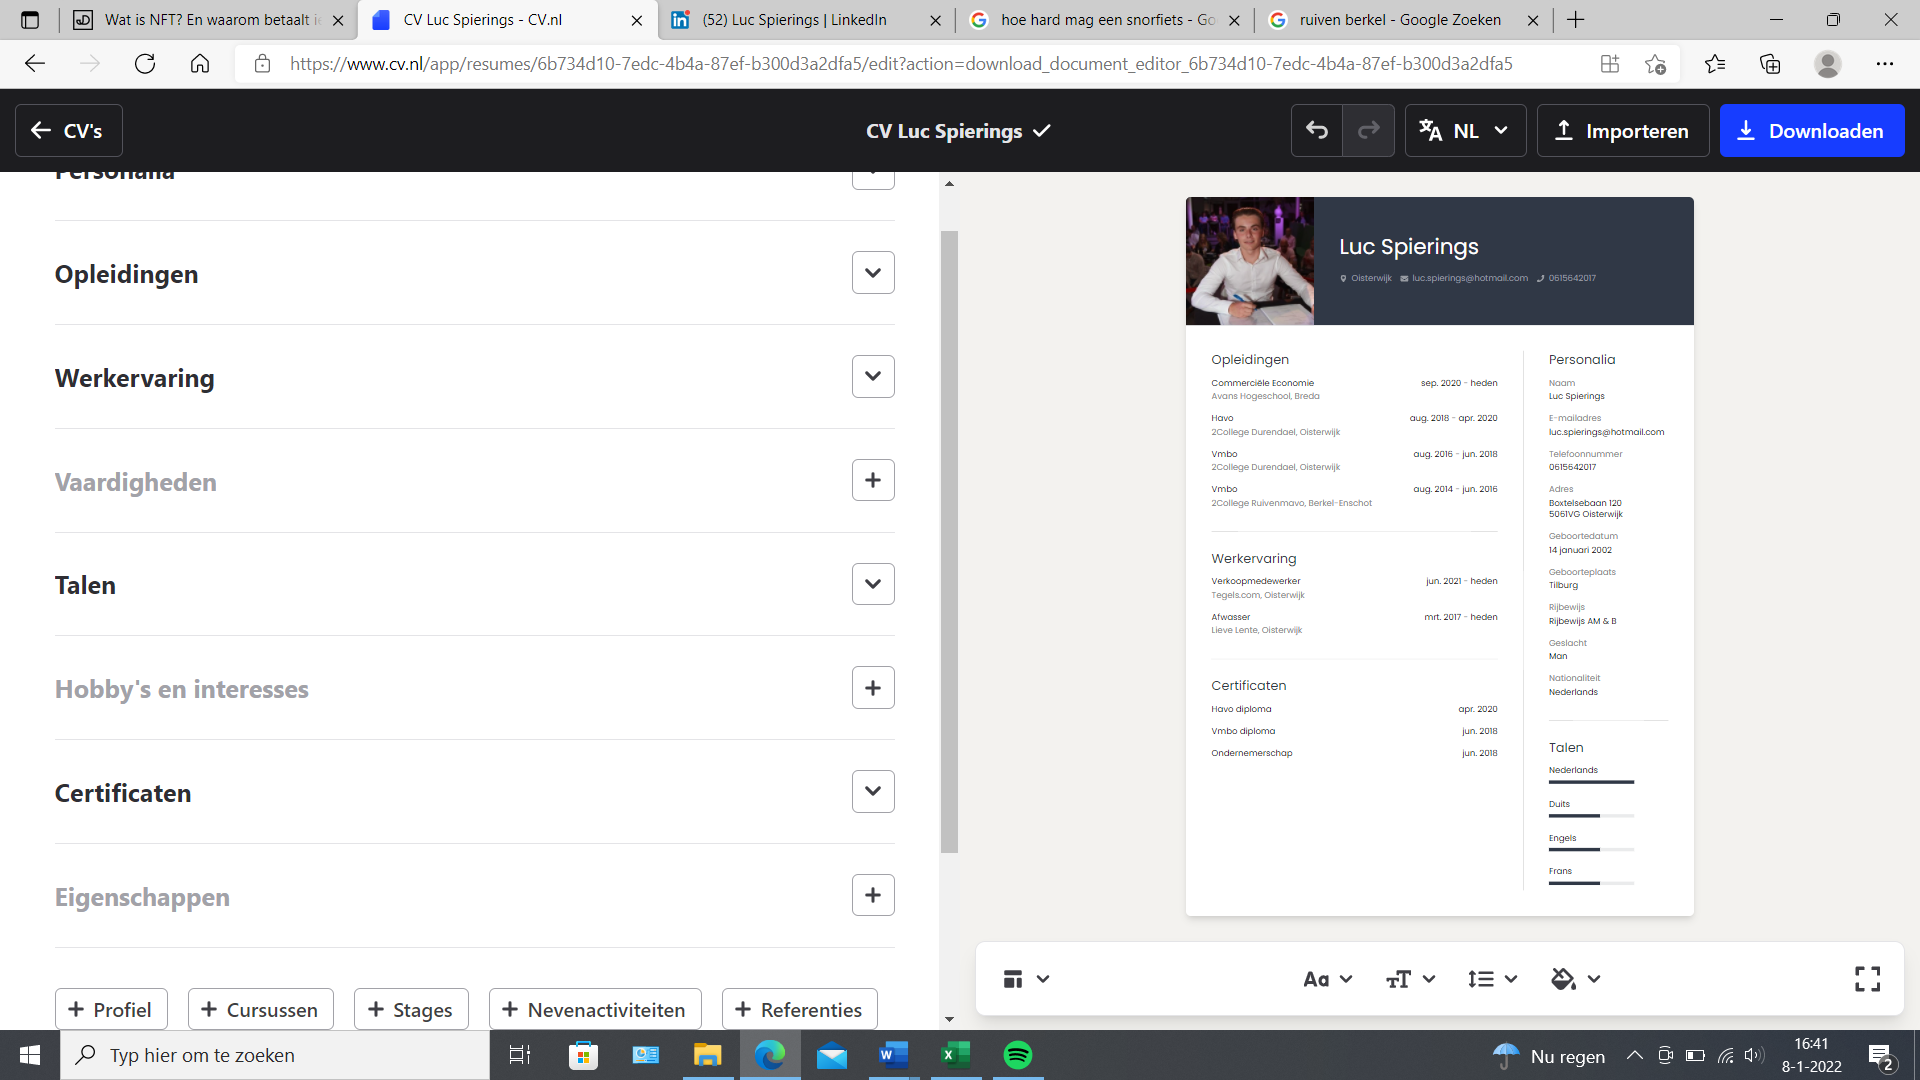 Wat is NFT? En waarom betaalt ie
CV Luc Spierings - CV.nl
(52) Luc Spierings | LinkedIn
hoe hard mag een snorfiets - Go
ruiven berkel - Google Zoeken
https://www.cv.nl/app/resumes/6b734d10-7edc-4b4a-87ef-b300d3a2dfa5/edit?action=download_document_editor_6b734d10-7edc-4b4a-87ef-b300d3a2dfa5
CV's
CV Luc Spierings
NL
Importeren
Downloaden
Personalia
Opleidingen
Werkervaring
Vaardigheden
Talen
Hobby's en interesses
Certificaten
Eigenschappen
+ Profiel
+ Cursussen
+ Stages
+ Nevenactiviteiten
+ Referenties
Luc Spierings
Oisterwijk luc.spierings@hotmail.com 0615642017
Opleidingen
Commerciële Economie sep. 2020 - heden
Avans Hogeschool, Breda
Havo aug. 2018 - apr. 2020
2College Durendael, Oisterwijk
Vmbo aug. 2016 - jun. 2018
2College Durendael, Oisterwijk
Vmbo aug. 2014 - jun. 2016
2College Ruivenmavo, Berkel-Enschot
Werkervaring
Verkoopmedewerker jun. 2021 - heden
Tegels.com, Oisterwijk
Afwasser mrt. 2017 - heden
Lieve Lente, Oisterwijk
Certificaten
Havo diploma apr. 2020
Vmbo diploma jun. 2018
Ondernemerschap jun. 2018
Personalia
Naam
Luc Spierings
E-mailadres
luc.spierings@hotmail.com
Telefoonnummer
0615642017
Adres
Boxtelsebaan 120
5061VG Oisterwijk
Geboortedatum
14 januari 2002
Geboorteplaats
Tilburg
Rijbewijs
Rijbewijs AM & B
Geslacht
Man
Nationaliteit
Nederlands
Talen
Nederlands
Duits
Engels
Frans
Aa
TT
Typ hier om te zoeken
Nu regen
16:41
8-1-2022
2